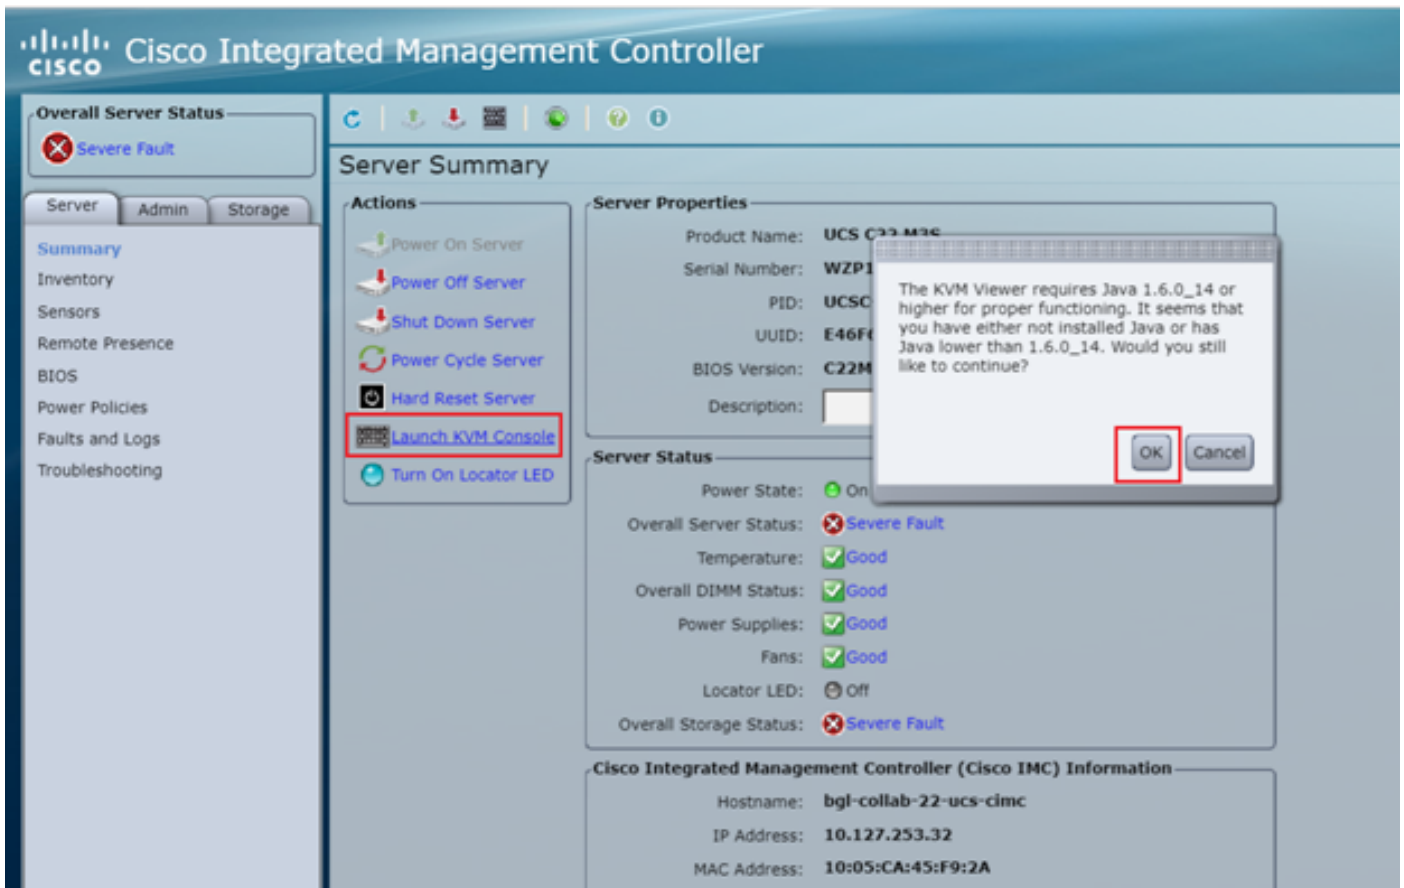 cisco
Cisco Integrated Management Controller
Overall Server Status
Severe Fault
Server Admin Storage
Summary
Inventory
Sensors
Remote Presence
BIOS
Power Policies
Faults and Logs
Troubleshooting
Server Summary
Actions
Power On Server
Power Off Server
Shut Down Server
Power Cycle Server
Hard Reset Server
Launch KVM Console
Turn On Locator LED
Server Properties
Product Name: UCS C22 M3S
Serial Number: WZP1
PID: UCSC
UUID:
BIOS Version: C22M
Description:
The KVM Viewer requires Java 1.6.0_14 or
higher for proper functioning. It seems that
you have either not installed Java or has
Java lower than 1.6.0_14. Would you still
like to continue?
OK Cancel
Server Status
Power State: On
Overall Server Status: Severe Fault
Temperature: Good
Overall DIMM Status: Good
Power Supplies: Good
Fans: Good
Locator LED: Off
Overall Storage Status: Severe Fault
Cisco Integrated Management Controller (Cisco IMC) Information
Hostname: bgl-collab-22-ucs-cimc
IP Address: 10.127.253.32
MAC Address: 10:05:CA:45:F9:2A